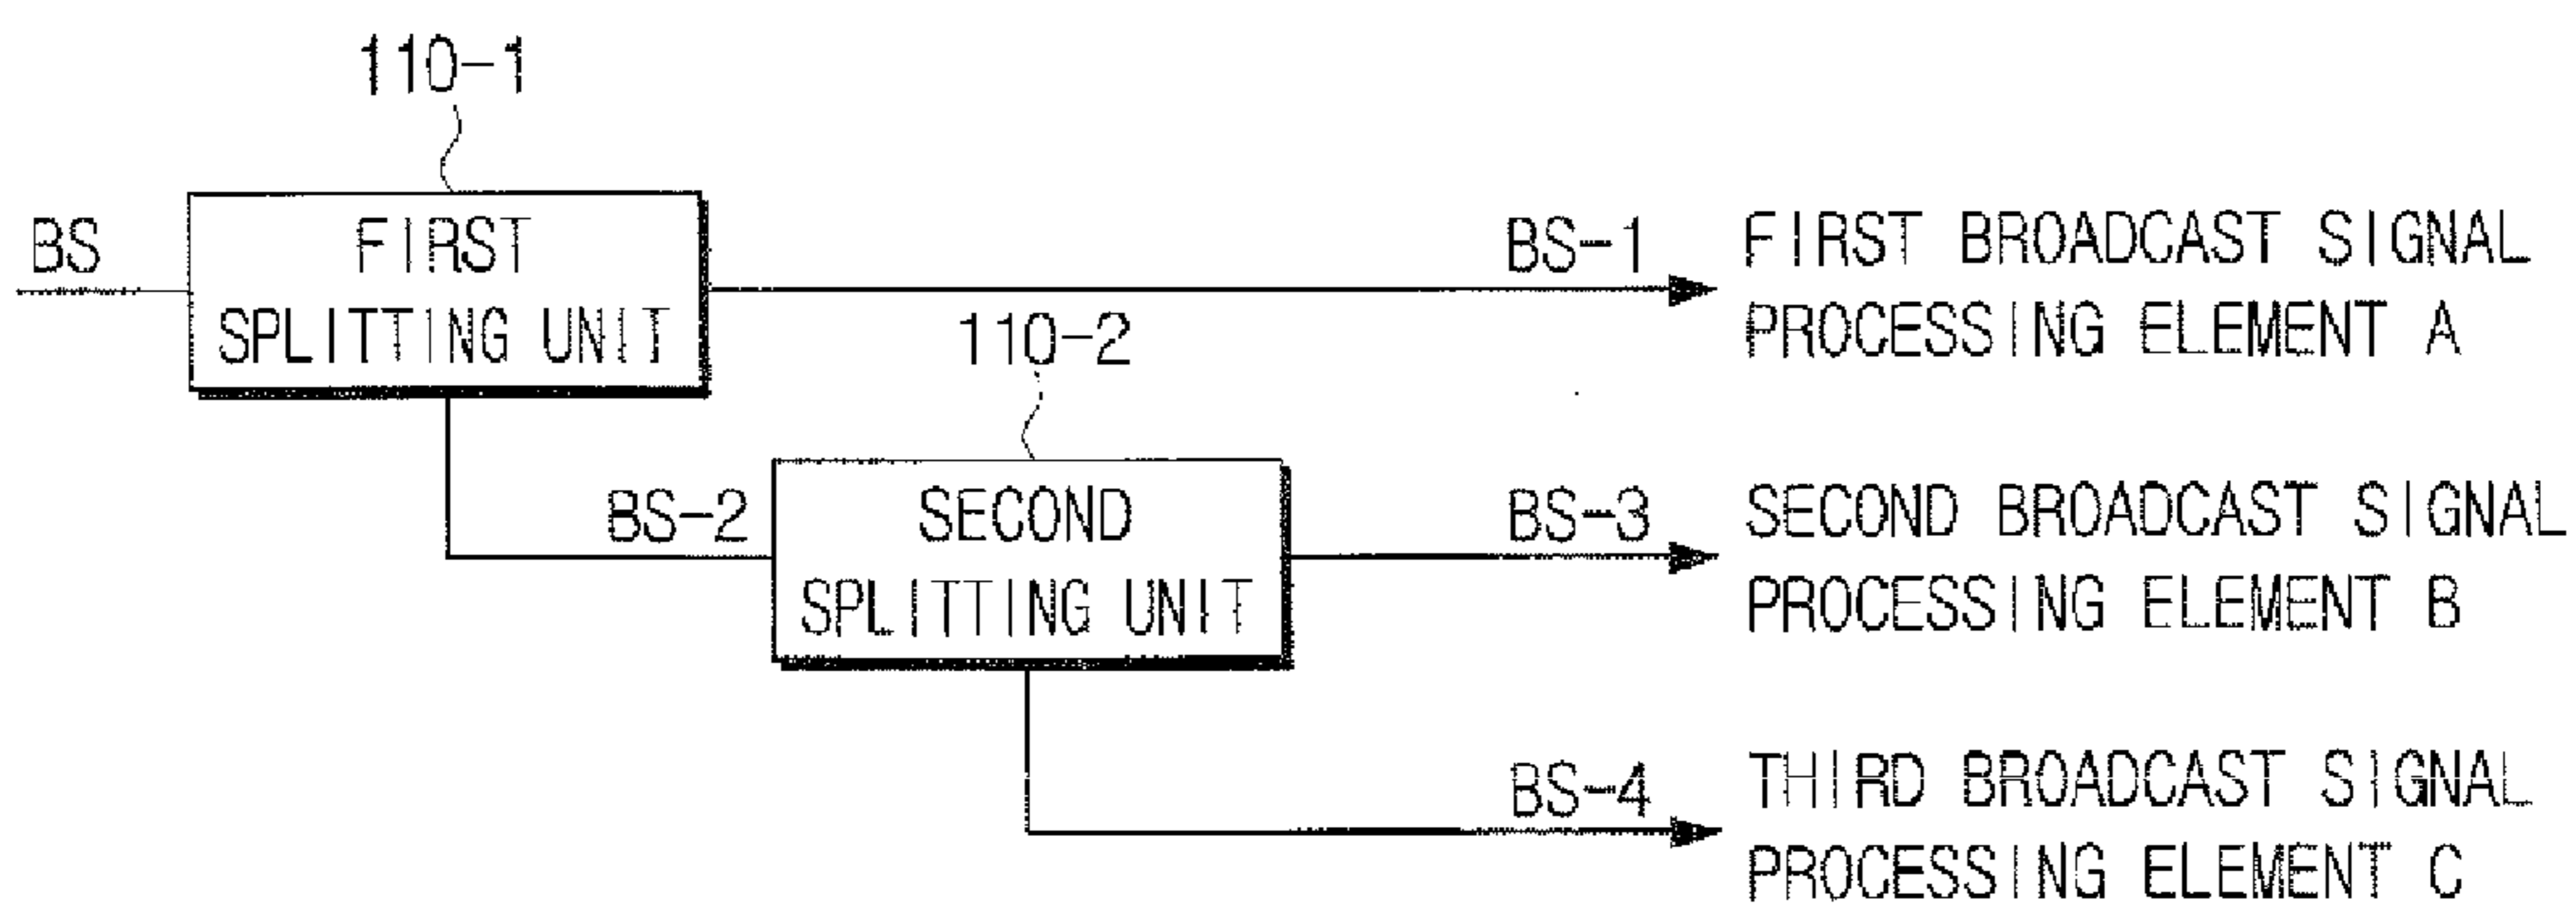 110-1
BS
FIRST
SPLITTING UNIT
BS-1
FIRST BROADCAST SIGNAL
PROCESSING ELEMENT A
110-2
BS-2
SECOND
SPLITTING UNIT
BS-3
SECOND BROADCAST SIGNAL
PROCESSING ELEMENT B
BS-4
THIRD BROADCAST SIGNAL
PROCESSING ELEMENT C